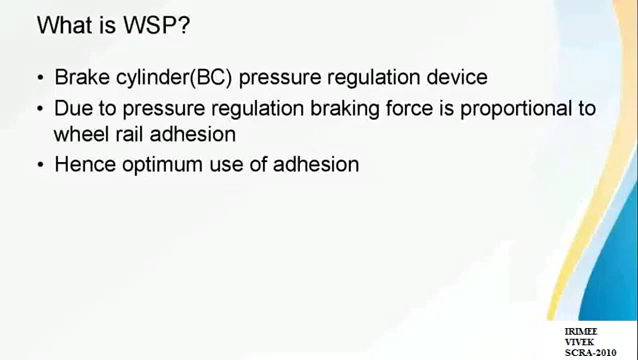 What is WSP?
• Brake cylinder(BC) pressure regulation device
• Due to pressure regulation braking force is proportional to
wheel rail adhesion
• Hence optimum use of adhesion
IRIMEE
VIVEK
SCRA-2010